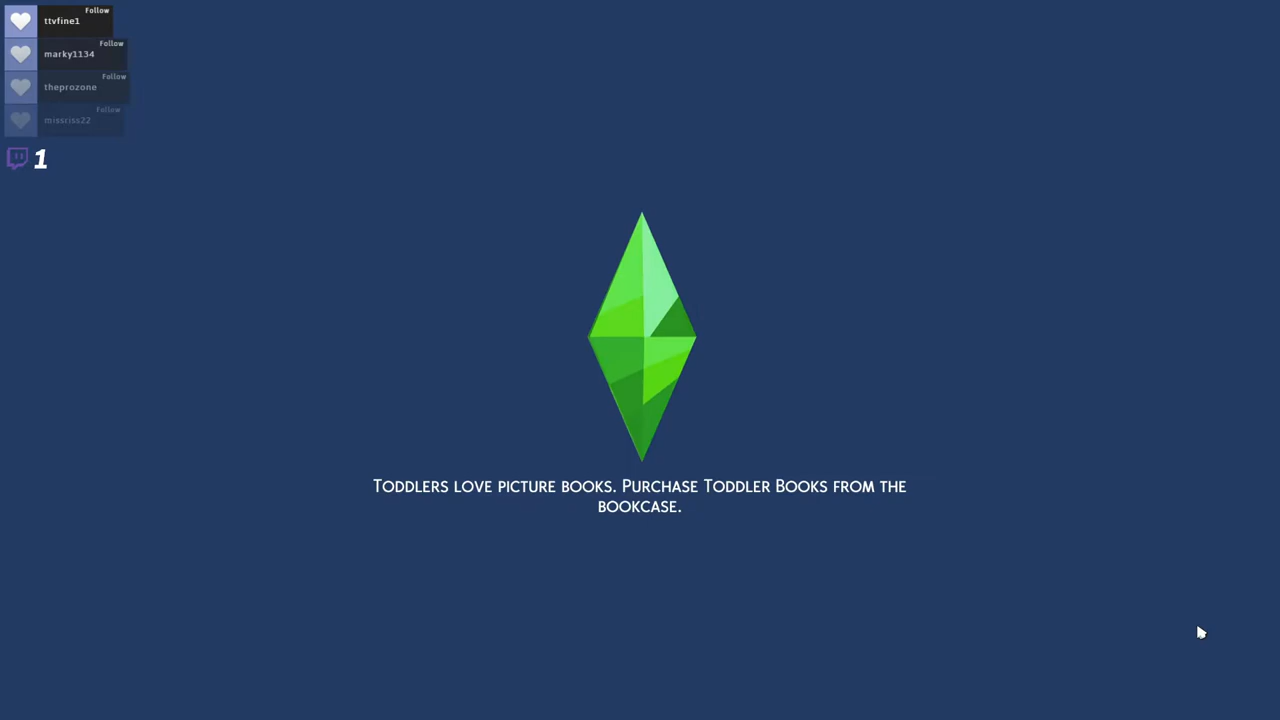 Follow
ttvfine1
Follow
marky1134
Follow
theprozone
Follow
missriss22
1
TODDLERS LOVE PICTURE BOOKS. PURCHASE TODDLER BOOKS FROM THE
BOOKCASE.